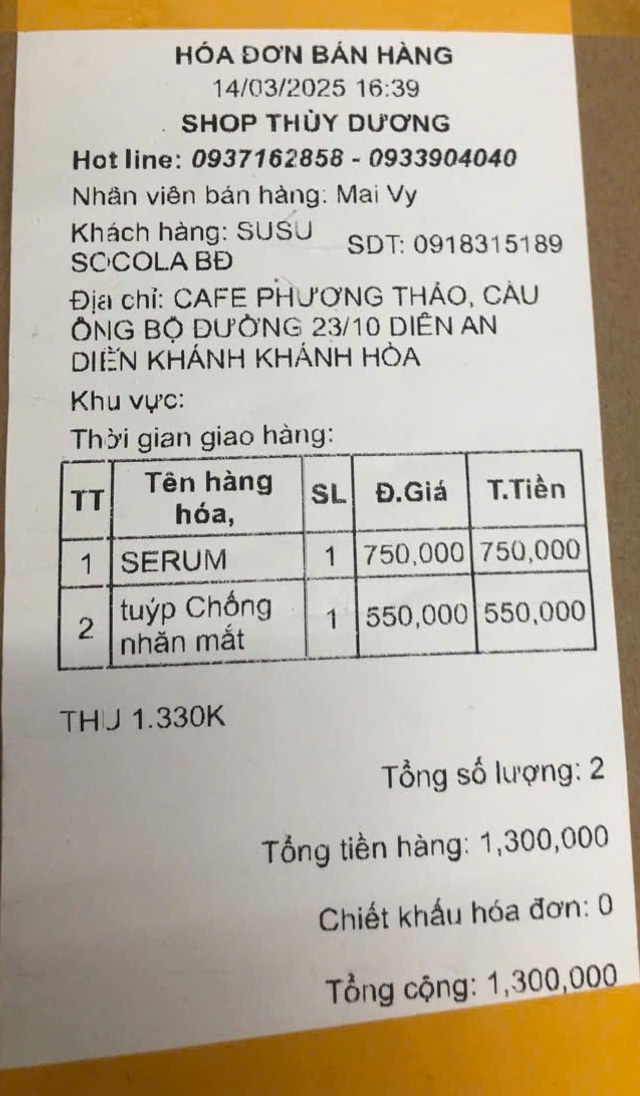 HÓA ĐƠN BÁN HÀNG
14/03/2025 16:39
SHOP THÙY DƯƠNG
Hot line: 0937162858 - 0933904040
Nhân viên bán hàng: Mai Vy
Khách hàng: SUSU SOCOLA BĐ
SDT: 0918315189
Địa chỉ: CAFE PHƯƠNG THẢO, CÀU
ÔNG BỘ ĐƯỜNG 23/10 DIÊN AN
DIÊN KHÁNH KHÁNH HÒA
Khu vực:
Thời gian giao hàng:
TT Tên hàng hóa, SL Đ.Giá T.Tiền
1 SERUM 1 750,000 750,000
2 tuýp Chống nhăn mắt 1 550,000 550,000
THU 1.330K
Tổng số lượng: 2
Tổng tiền hàng: 1,300,000
Chiết khấu hóa đơn: 0
Tổng cộng: 1,300,000